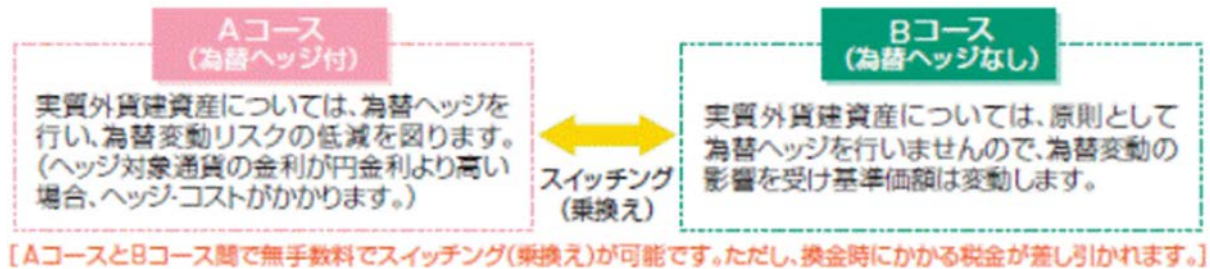 Aコース
(為替ヘッジ付)
実質外貨建資産については、為替ヘッジを
行い、為替変動リスクの低減を図ります。
(ヘッジ対象通貨の金利が円金利より高い
場合、ヘッジ・コストがかかります。)
スイッチング
(乗換え)
Bコース
(為替ヘッジなし)
実質外貨建資産については、原則として
為替ヘッジを行いませんので、為替変動の
影響を受け基準価額は変動します。
[AコースとBコース間で無手数料でスイッチング(乗換え)が可能です。ただし、換金時にかかる税金が差し引かれます。]